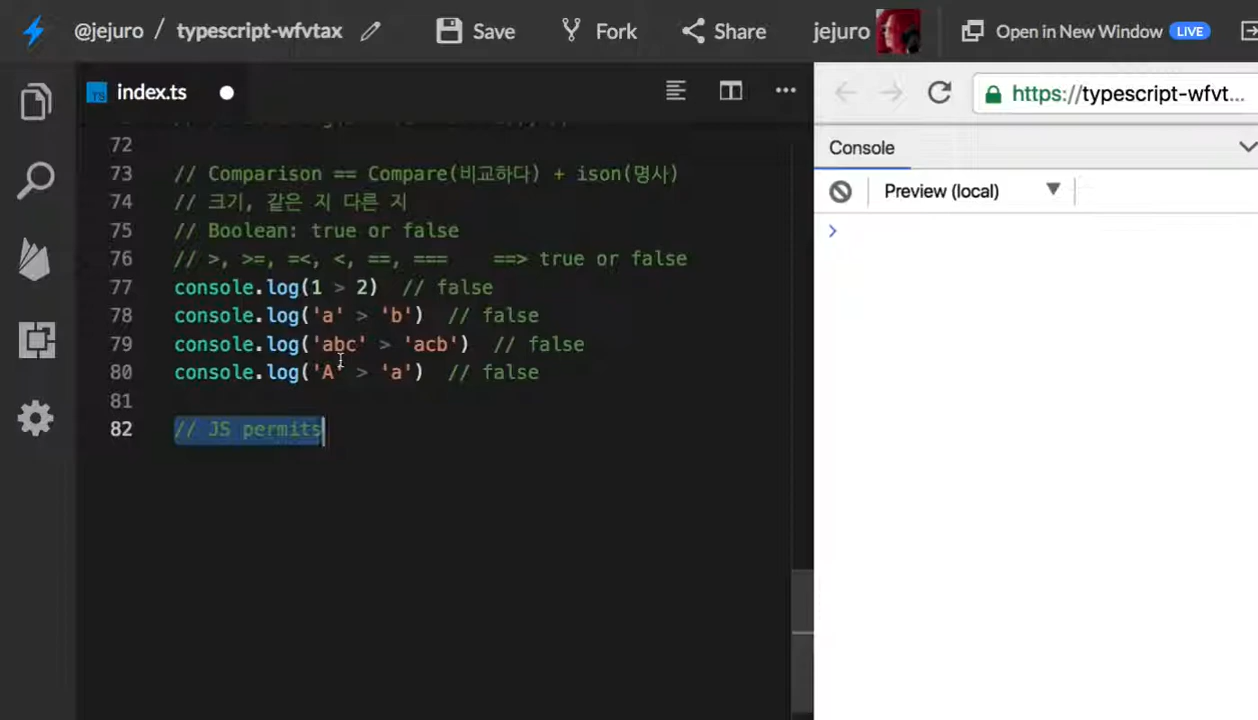 @jejuro / typescript-wfvtax Save Fork Share jejuro Open in New Window LIVE
TS index.ts
https://typescript-wfvt...
Console
Preview (local)
72
73 // Comparison == Compare(비교하다) + ison(명사)
74 // 크기, 같은 지 다른 지
75 // Boolean: true or false
76 // >, >=, =<, <, ==, === ==> true or false
77 console.log(1 > 2) // false
78 console.log('a' > 'b') // false
79 console.log('abc' > 'acb') // false
80 console.log('A' > 'a') // false
81
82 // JS permits